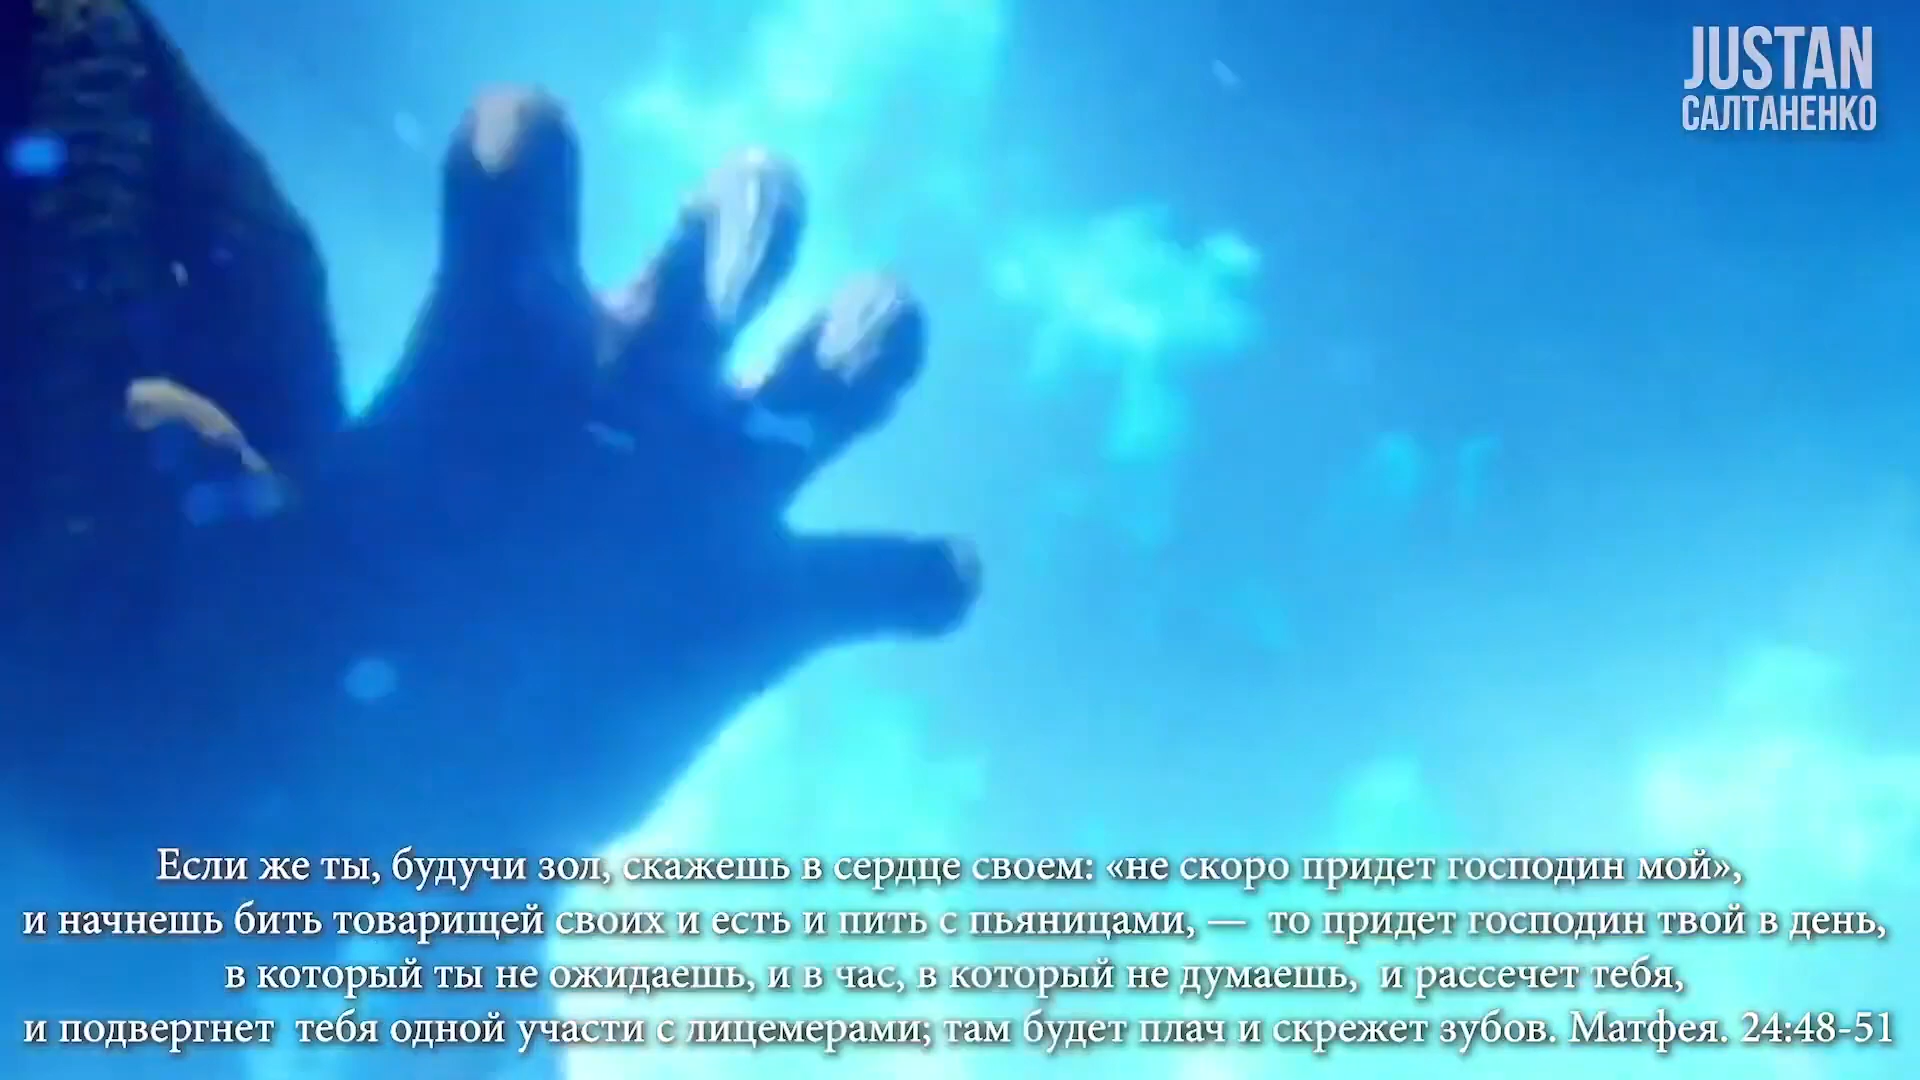 JUSTAN
САЛТАНЕНКО
Если же ты, будучи зол, скажешь в сердце своем: «не скоро придет господин мой»,
и начнешь бить товарищей своих и есть и пить с пьяницами, — то придет господин твой в день,
в который ты не ожидаешь, и в час, в который не думаешь, и рассечет тебя,
и подвергнет тебя одной участи с лицемерами; там будет плач и скрежет зубов. Матфея. 24:48-51